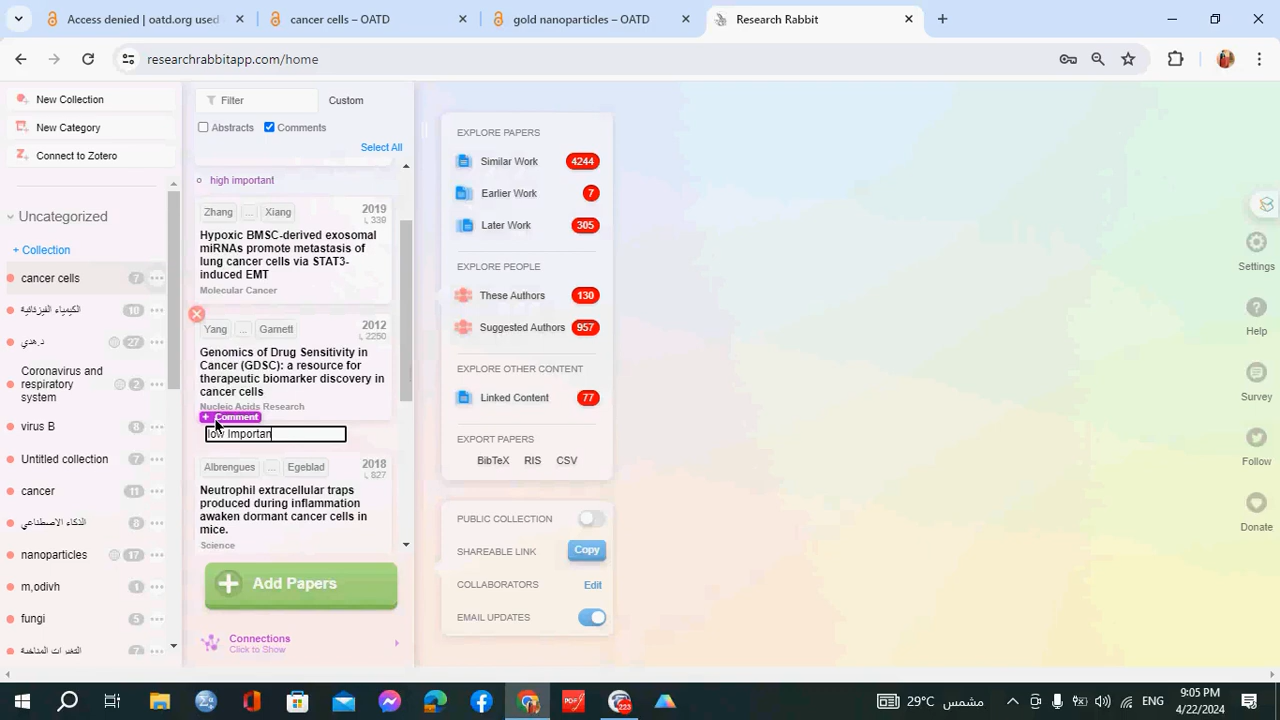 Access denied | oatd.org used
cancer cells – OATD
gold nanoparticles – OATD
Research Rabbit
researchrabbitapp.com/home
New Collection
New Category
Connect to Zotero
Uncategorized
+ Collection
cancer cells 7
الكيمياء الفيزيائية 10
د.هدي 27
Coronavirus and
respiratory
system 2
virus B 8
Untitled collection 7
cancer 11
الذكاء الاصطناعي 8
nanoparticles 17
m,odivh 1
fungi 5
التغيرات المناخية 7
Filter Custom
Abstracts Comments
Select All
high important
Zhang ... Xiang 2019
339
Hypoxic BMSC-derived exosomal
miRNAs promote metastasis of
lung cancer cells via STAT3-
induced EMT
Molecular Cancer
Yang ... Garnett 2012
2250
Genomics of Drug Sensitivity in
Cancer (GDSC): a resource for
therapeutic biomarker discovery in
cancer cells
Nucleic Acids Research
+ Comment
low Importan
Albrengues ... Egeblad 2018
827
Neutrophil extracellular traps
produced during inflammation
awaken dormant cancer cells in
mice.
Science
Add Papers
Connections
Click to Show
EXPLORE PAPERS
Similar Work 4244
Earlier Work 7
Later Work 305
EXPLORE PEOPLE
These Authors 130
Suggested Authors 957
EXPLORE OTHER CONTENT
Linked Content 77
EXPORT PAPERS
BibTeX RIS CSV
PUBLIC COLLECTION
SHAREABLE LINK Copy
COLLABORATORS Edit
EMAIL UPDATES
Settings
Help
Survey
Follow
Donate
223
29°C مشمس
ENG
9:05 PM
4/22/2024